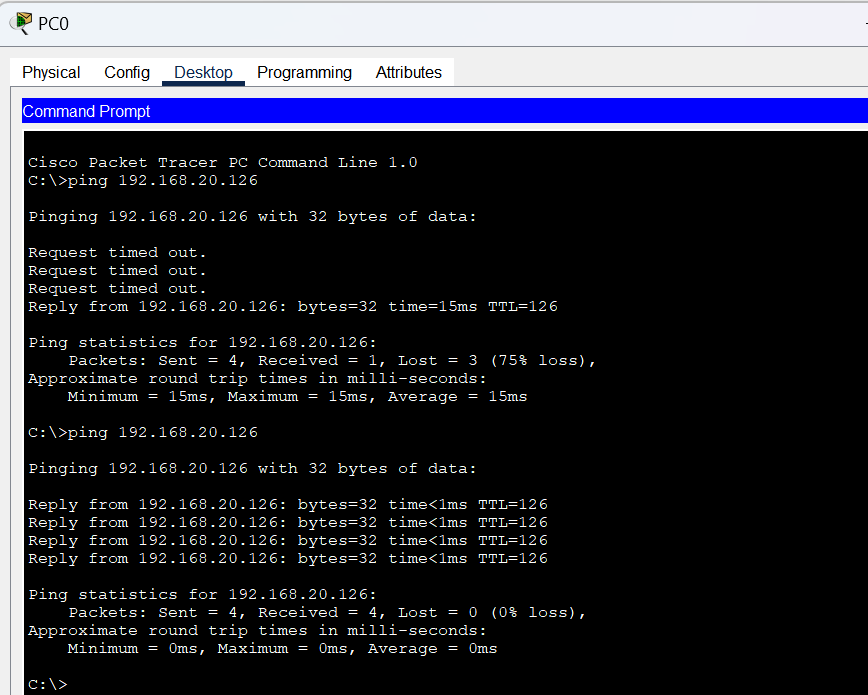 PC0
Physical Config Desktop Programming Attributes
Command Prompt
Cisco Packet Tracer PC Command Line 1.0
C:\>ping 192.168.20.126
Pinging 192.168.20.126 with 32 bytes of data:
Request timed out.
Request timed out.
Request timed out.
Reply from 192.168.20.126: bytes=32 time=15ms TTL=126
Ping statistics for 192.168.20.126:
Packets: Sent = 4, Received = 1, Lost = 3 (75% loss),
Approximate round trip times in milli-seconds:
Minimum = 15ms, Maximum = 15ms, Average = 15ms
C:\>ping 192.168.20.126
Pinging 192.168.20.126 with 32 bytes of data:
Reply from 192.168.20.126: bytes=32 time<1ms TTL=126
Reply from 192.168.20.126: bytes=32 time<1ms TTL=126
Reply from 192.168.20.126: bytes=32 time<1ms TTL=126
Reply from 192.168.20.126: bytes=32 time<1ms TTL=126
Ping statistics for 192.168.20.126:
Packets: Sent = 4, Received = 4, Lost = 0 (0% loss),
Approximate round trip times in milli-seconds:
Minimum = 0ms, Maximum = 0ms, Average = 0ms
C:\>